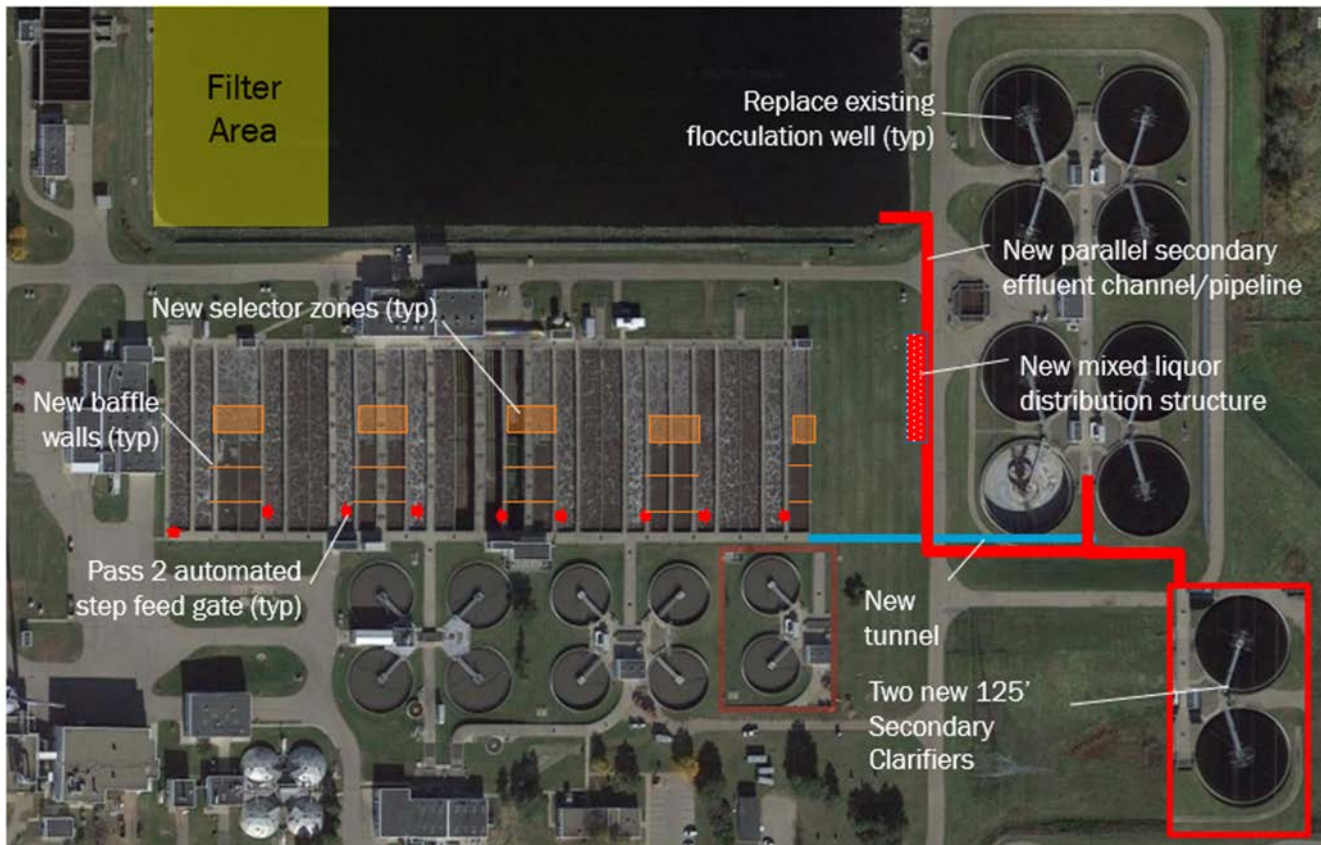 Filter
Area
Replace existing
flocculation well (typ)
New parallel secondary
effluent channel/pipeline
New selector zones (typ)
New mixed liquor
distribution structure
New baffle
walls (typ)
Pass 2 automated
step feed gate (typ)
New
tunnel
Two new 125’
Secondary
Clarifiers